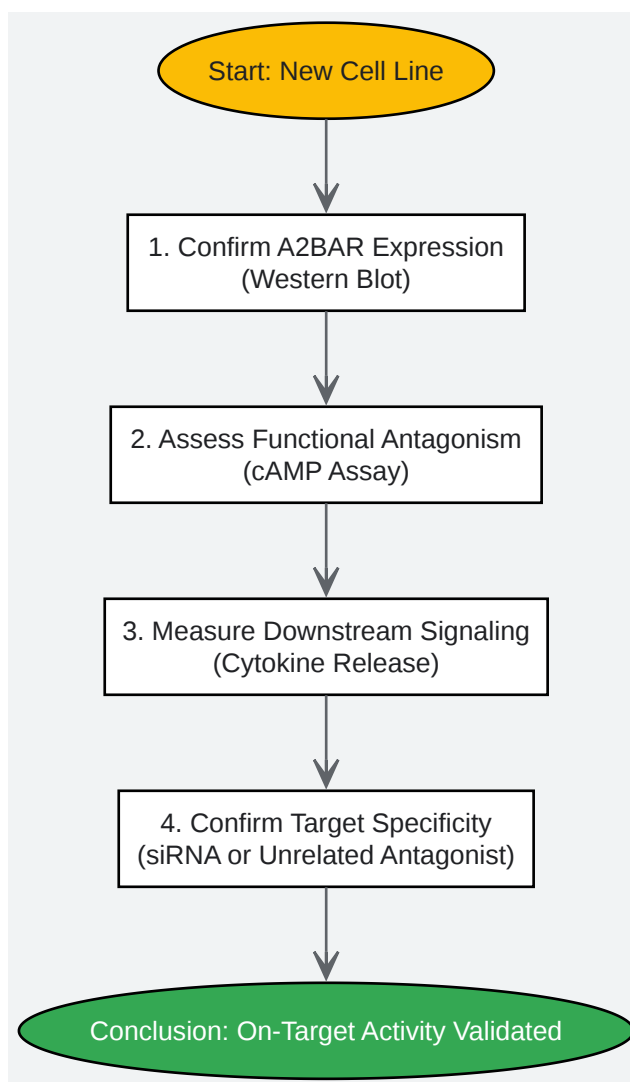 Start: New Cell Line
1. Confirm A2BAR Expression
(Western Blot)
2. Assess Functional Antagonism
(cAMP Assay)
3. Measure Downstream Signaling
(Cytokine Release)
4. Confirm Target Specificity
(siRNA or Unrelated Antagonist)
Conclusion: On-Target Activity Validated